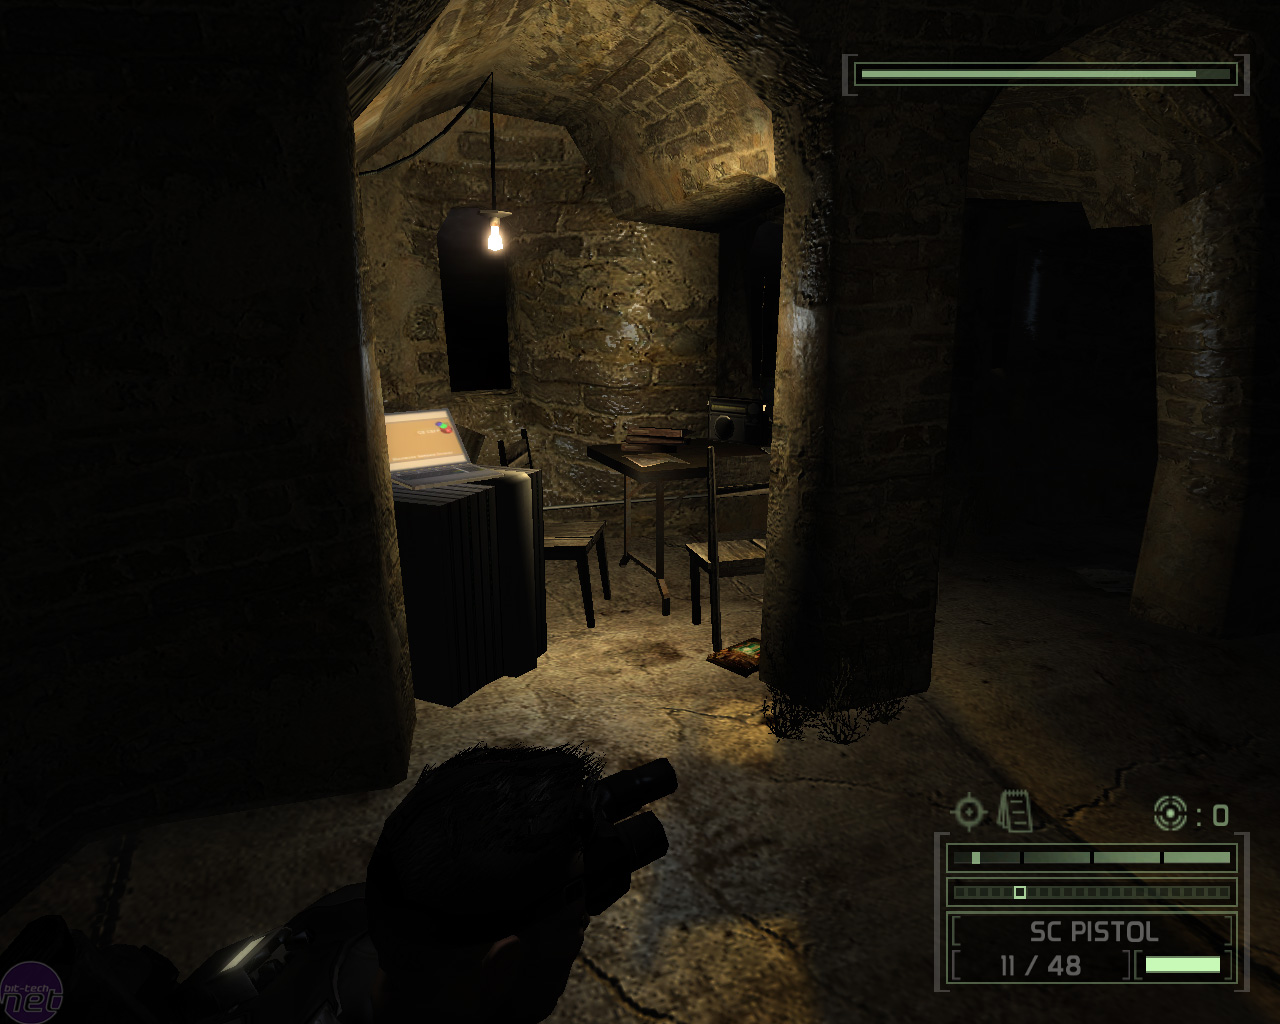 : 0
SC PISTOL
11 / 48
bit-tech
net